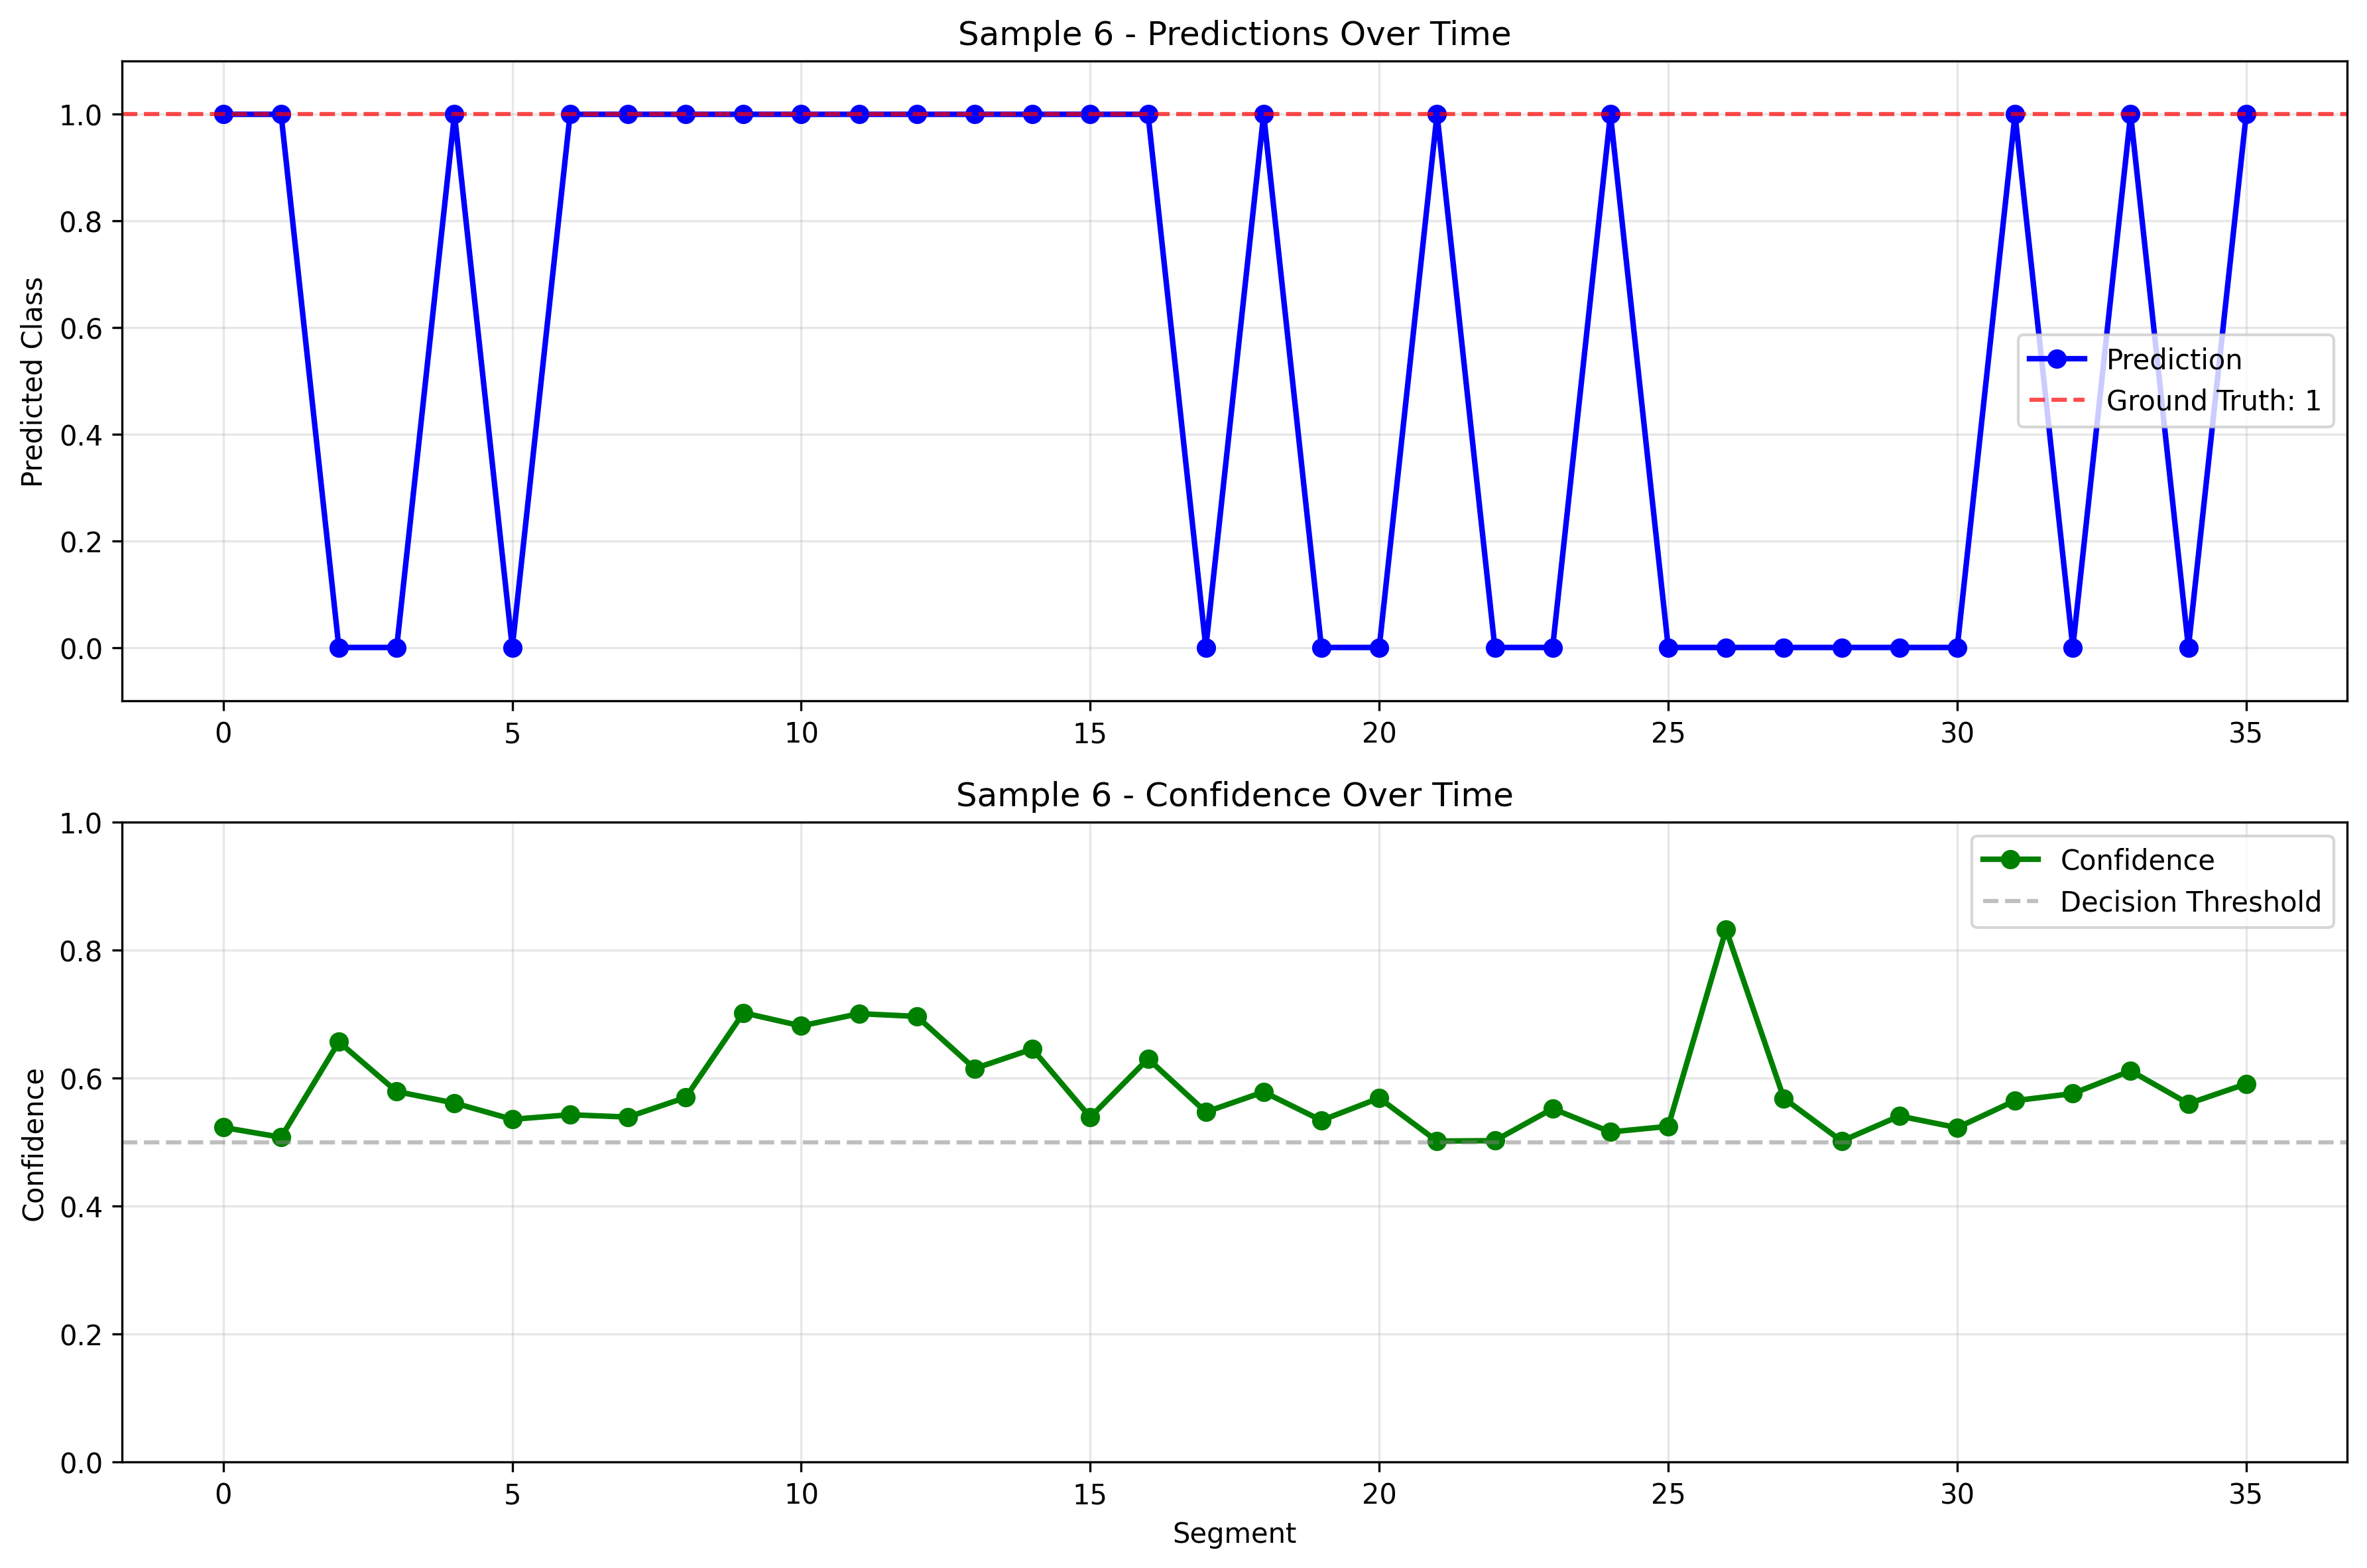 Sample 6 - Predictions Over Time
Predicted Class
1.0
0.8
0.6
0.4
0.2
0.0
Prediction
Ground Truth: 1
0 5 10 15 20 25 30 35
Sample 6 - Confidence Over Time
Confidence
1.0
0.8
0.6
0.4
0.2
0.0
Confidence
Decision Threshold
0 5 10 15 20 25 30 35
Segment